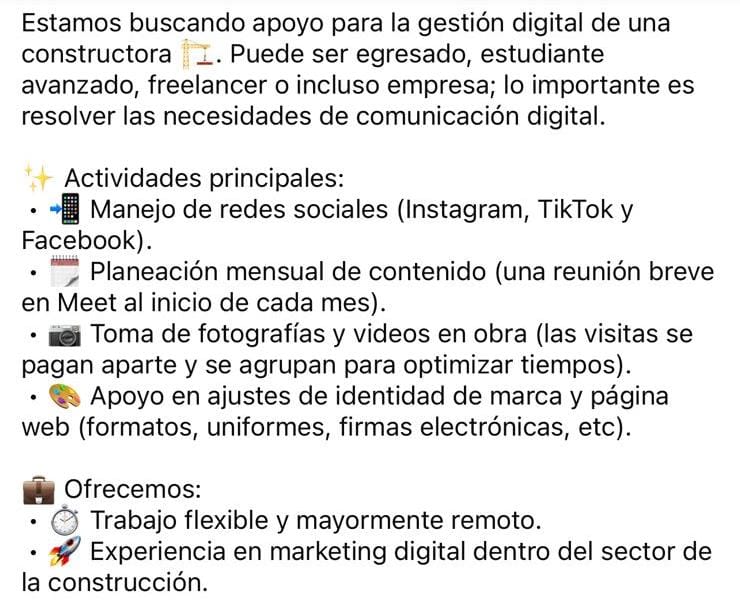 Estamos buscando apoyo para la gestión digital de una
constructora 🏗️. Puede ser egresado, estudiante
avanzado, freelancer o incluso empresa; lo importante es
resolver las necesidades de comunicación digital.
✨ Actividades principales:
• 📲 Manejo de redes sociales (Instagram, TikTok y
Facebook).
• 🗓️ Planeación mensual de contenido (una reunión breve
en Meet al inicio de cada mes).
• 📷 Toma de fotografías y videos en obra (las visitas se
pagan aparte y se agrupan para optimizar tiempos).
• 🎨 Apoyo en ajustes de identidad de marca y página
web (formatos, uniformes, firmas electrónicas, etc).
💼 Ofrecemos:
• ⏱️ Trabajo flexible y mayormente remoto.
• 🚀 Experiencia en marketing digital dentro del sector de
la construcción.